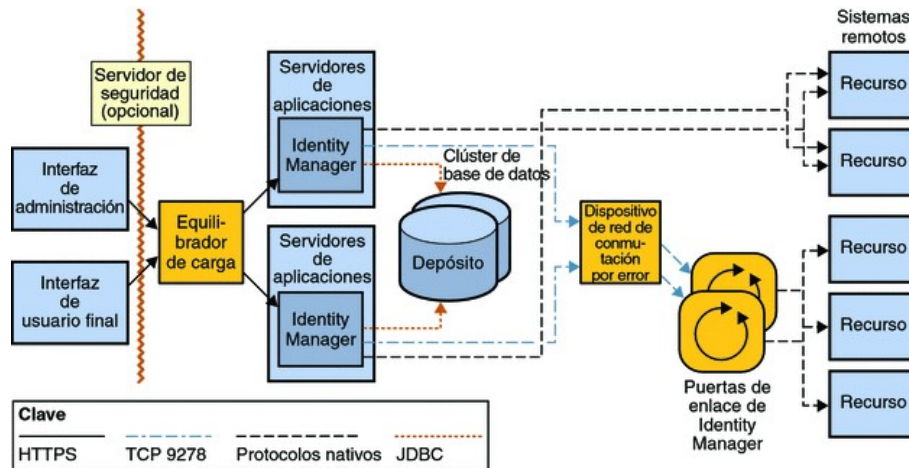 Sistemas
remotos
Servidor de
seguridad
(opcional)
Servidores
de
aplicaciones
Identity
Manager
Recurso
Recurso
Interfaz
de
administración
Clúster de
base de datos
Equili-
brador
de carga
Dispositivo
de red de
conmu-
tación
por error
Servidores
de
aplicaciones
Identity
Manager
Depósito
Recurso
Interfaz
de
usuario final
Recurso
Recurso
Puertas de
enlace de
Identity
Manager
Clave
HTTPS
TCP 9278
Protocolos nativos
JDBC